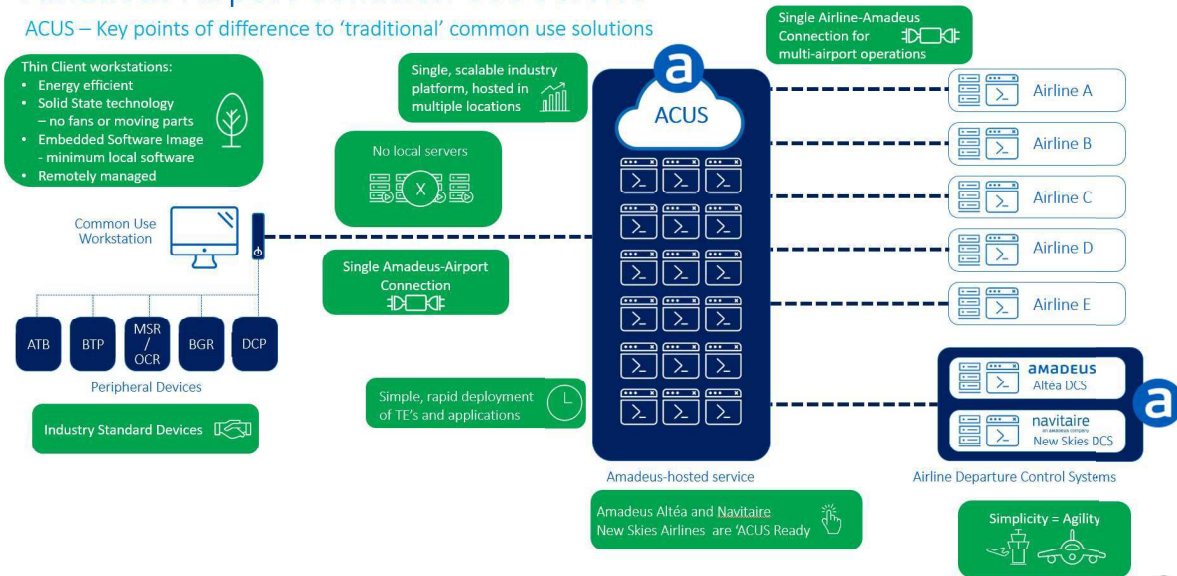 ACUS – Key points of difference to ‘traditional’ common use solutions
Thin Client workstations:
• Energy efficient
• Solid State technology
– no fans or moving parts
• Embedded Software Image
- minimum local software
• Remotely managed
Single, scalable industry
platform, hosted in
multiple locations
a
ACUS
Single Airline-Amadeus
Connection for
multi-airport operations
No local servers
X
Common Use
Workstation
Single Amadeus-Airport
Connection
ATB
BTP
MSR
/
OCR
BGR
DCP
Peripheral Devices
Industry Standard Devices
Simple, rapid deployment
of TE's and applications
Amadeus-hosted service
Amadeus Altéa and Navitaire
New Skies Airlines are ‘ACUS Ready
Airline A
Airline B
Airline C
Airline D
Airline E
amadeus
Altéa DCS
navitaire
an amadeus company
New Skies DCS
a
Airline Departure Control Systems
Simplicity = Agility